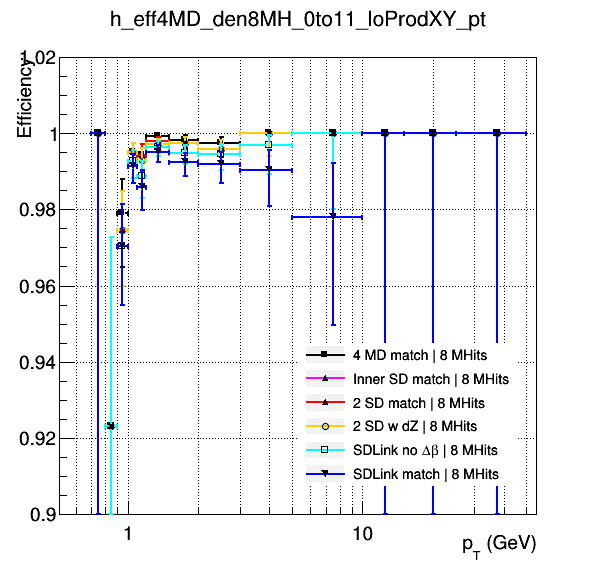 h_eff4MD_den8MH_0to11_loProdXY_pt
Efficiency
1.02
1
0.98
0.96
0.94
0.92
0.9
4 MD match | 8 MHits
Inner SD match | 8 MHits
2 SD match | 8 MHits
2 SD w dZ | 8 MHits
SDLink no Δβ | 8 MHits
SDLink match | 8 MHits
1
10
p_T (GeV)